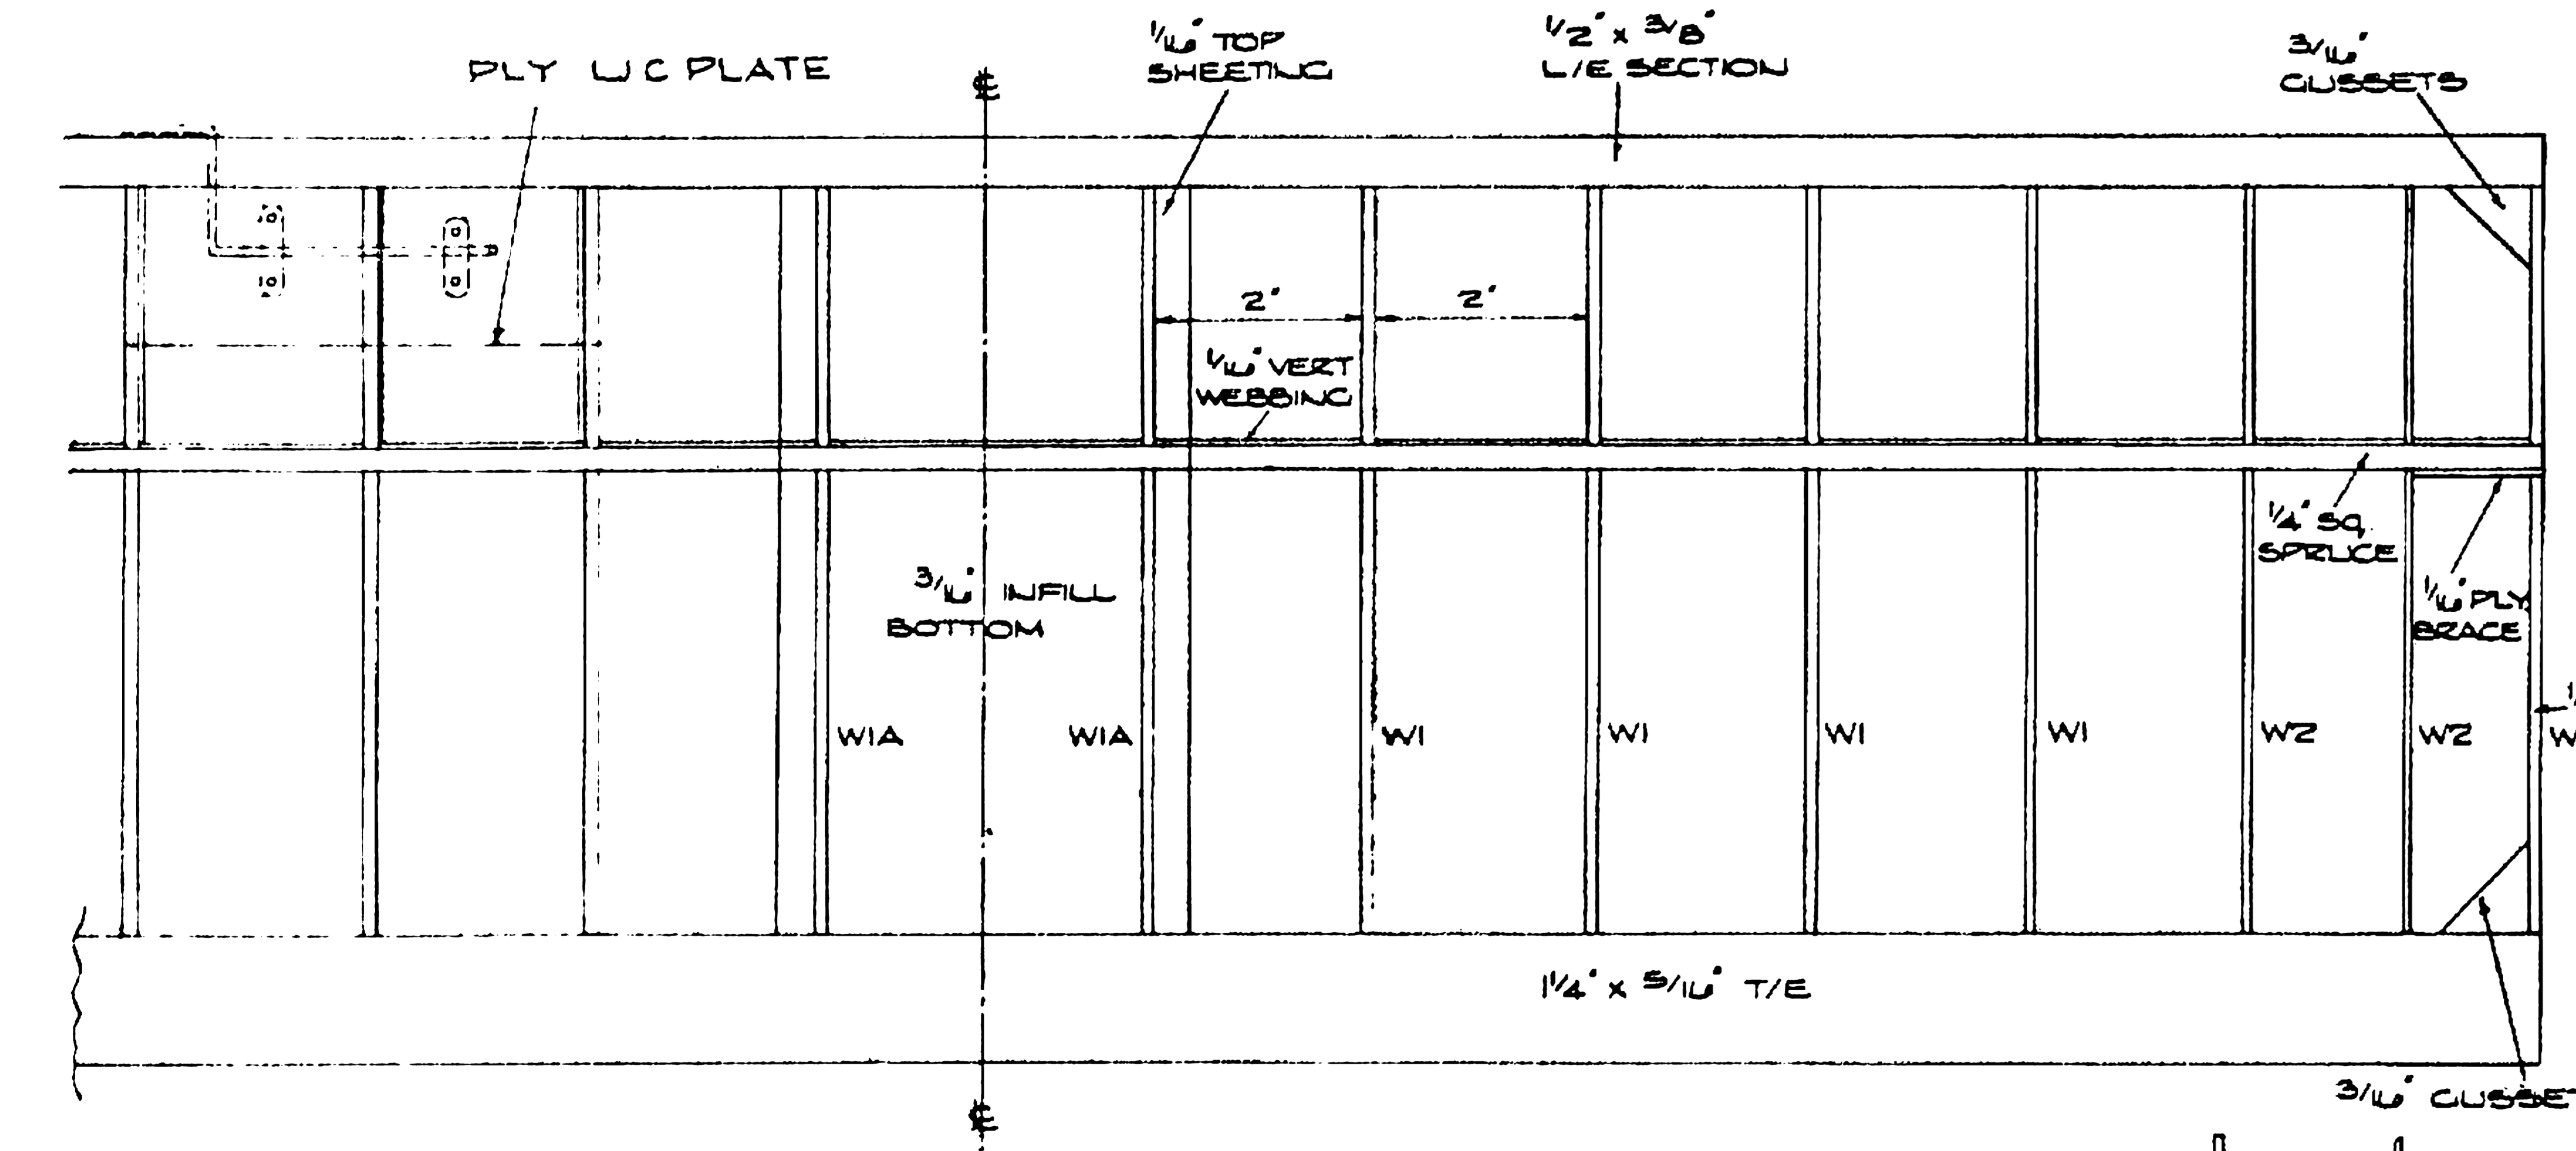 PLY U/C PLATE
℄
1/16" TOP
SHEETING
1/2" x 3/8"
L/E SECTION
3/16"
GUSSETS
2"
2"
1/16" VERT
WEBBING
1/4" SQ.
SPRUCE
3/16" INFILL
BOTTOM
1/16" PLY
BRACE
W1A
W1A
W1
W1
W1
W1
W2
W2
W
1 1/4" x 5/16" T/E
3/16" GUSSET
℄